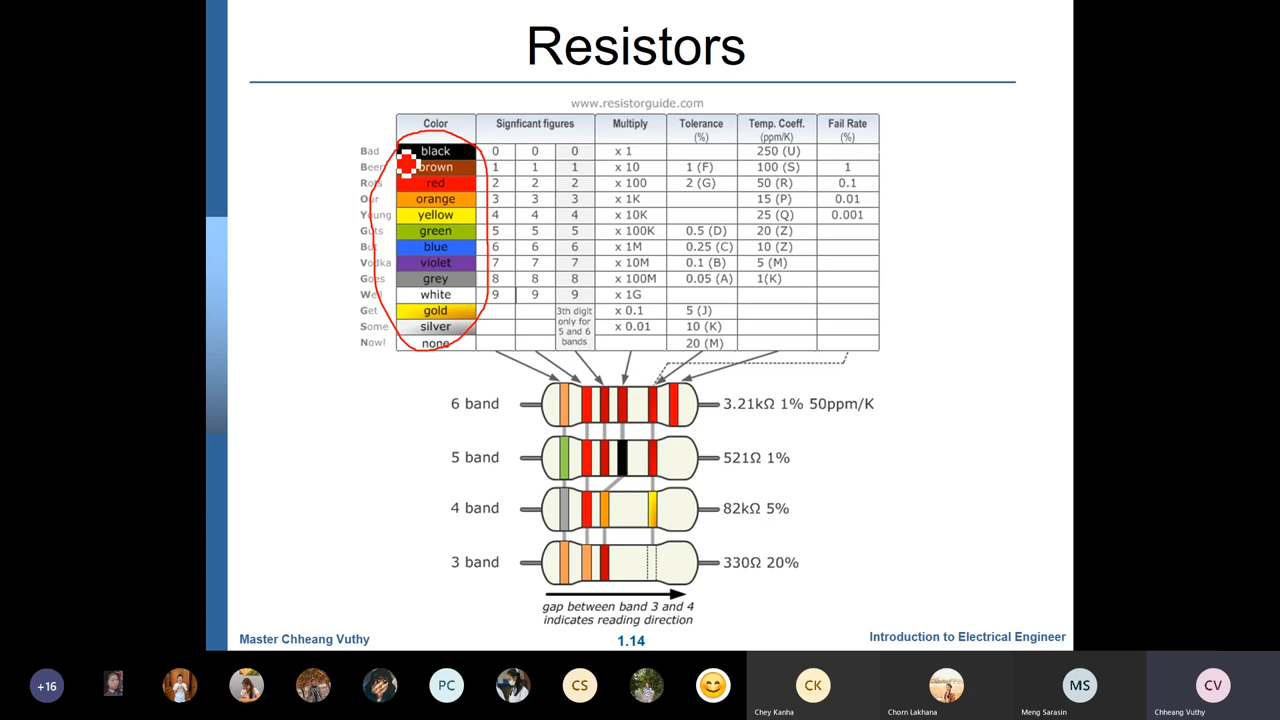 Resistors
www.resistorguide.com
Color Signficant figures Multiply Tolerance (%) Temp. Coeff. (ppm/K) Fail Rate (%)
Bad black 0 0 0 x 1 250 (U)
Beer brown 1 1 1 x 10 1 (F) 100 (S) 1
Rots red 2 2 2 x 100 2 (G) 50 (R) 0.1
Our orange 3 3 3 x 1K 15 (P) 0.01
Young yellow 4 4 4 x 10K 25 (Q) 0.001
Guts green 5 5 5 x 100K 0.5 (D) 20 (Z)
But blue 6 6 6 x 1M 0.25 (C) 10 (Z)
Vodka violet 7 7 7 x 10M 0.1 (B) 5 (M)
Goes grey 8 8 8 x 100M 0.05 (A) 1(K)
Well white 9 9 9 x 1G
Get gold x 0.1 5 (J)
Some silver x 0.01 10 (K)
Now! none 20 (M)
3th digit
only for
5 and 6
bands
6 band 3.21kΩ 1% 50ppm/K
5 band 521Ω 1%
4 band 82kΩ 5%
3 band 330Ω 20%
gap between band 3 and 4
indicates reading direction
Master Chheang Vuthy 1.14 Introduction to Electrical Engineer
+16 PC CS CK MS CV
Chey Kanha Chorn Lakhana Meng Sarasin Chheang Vuthy